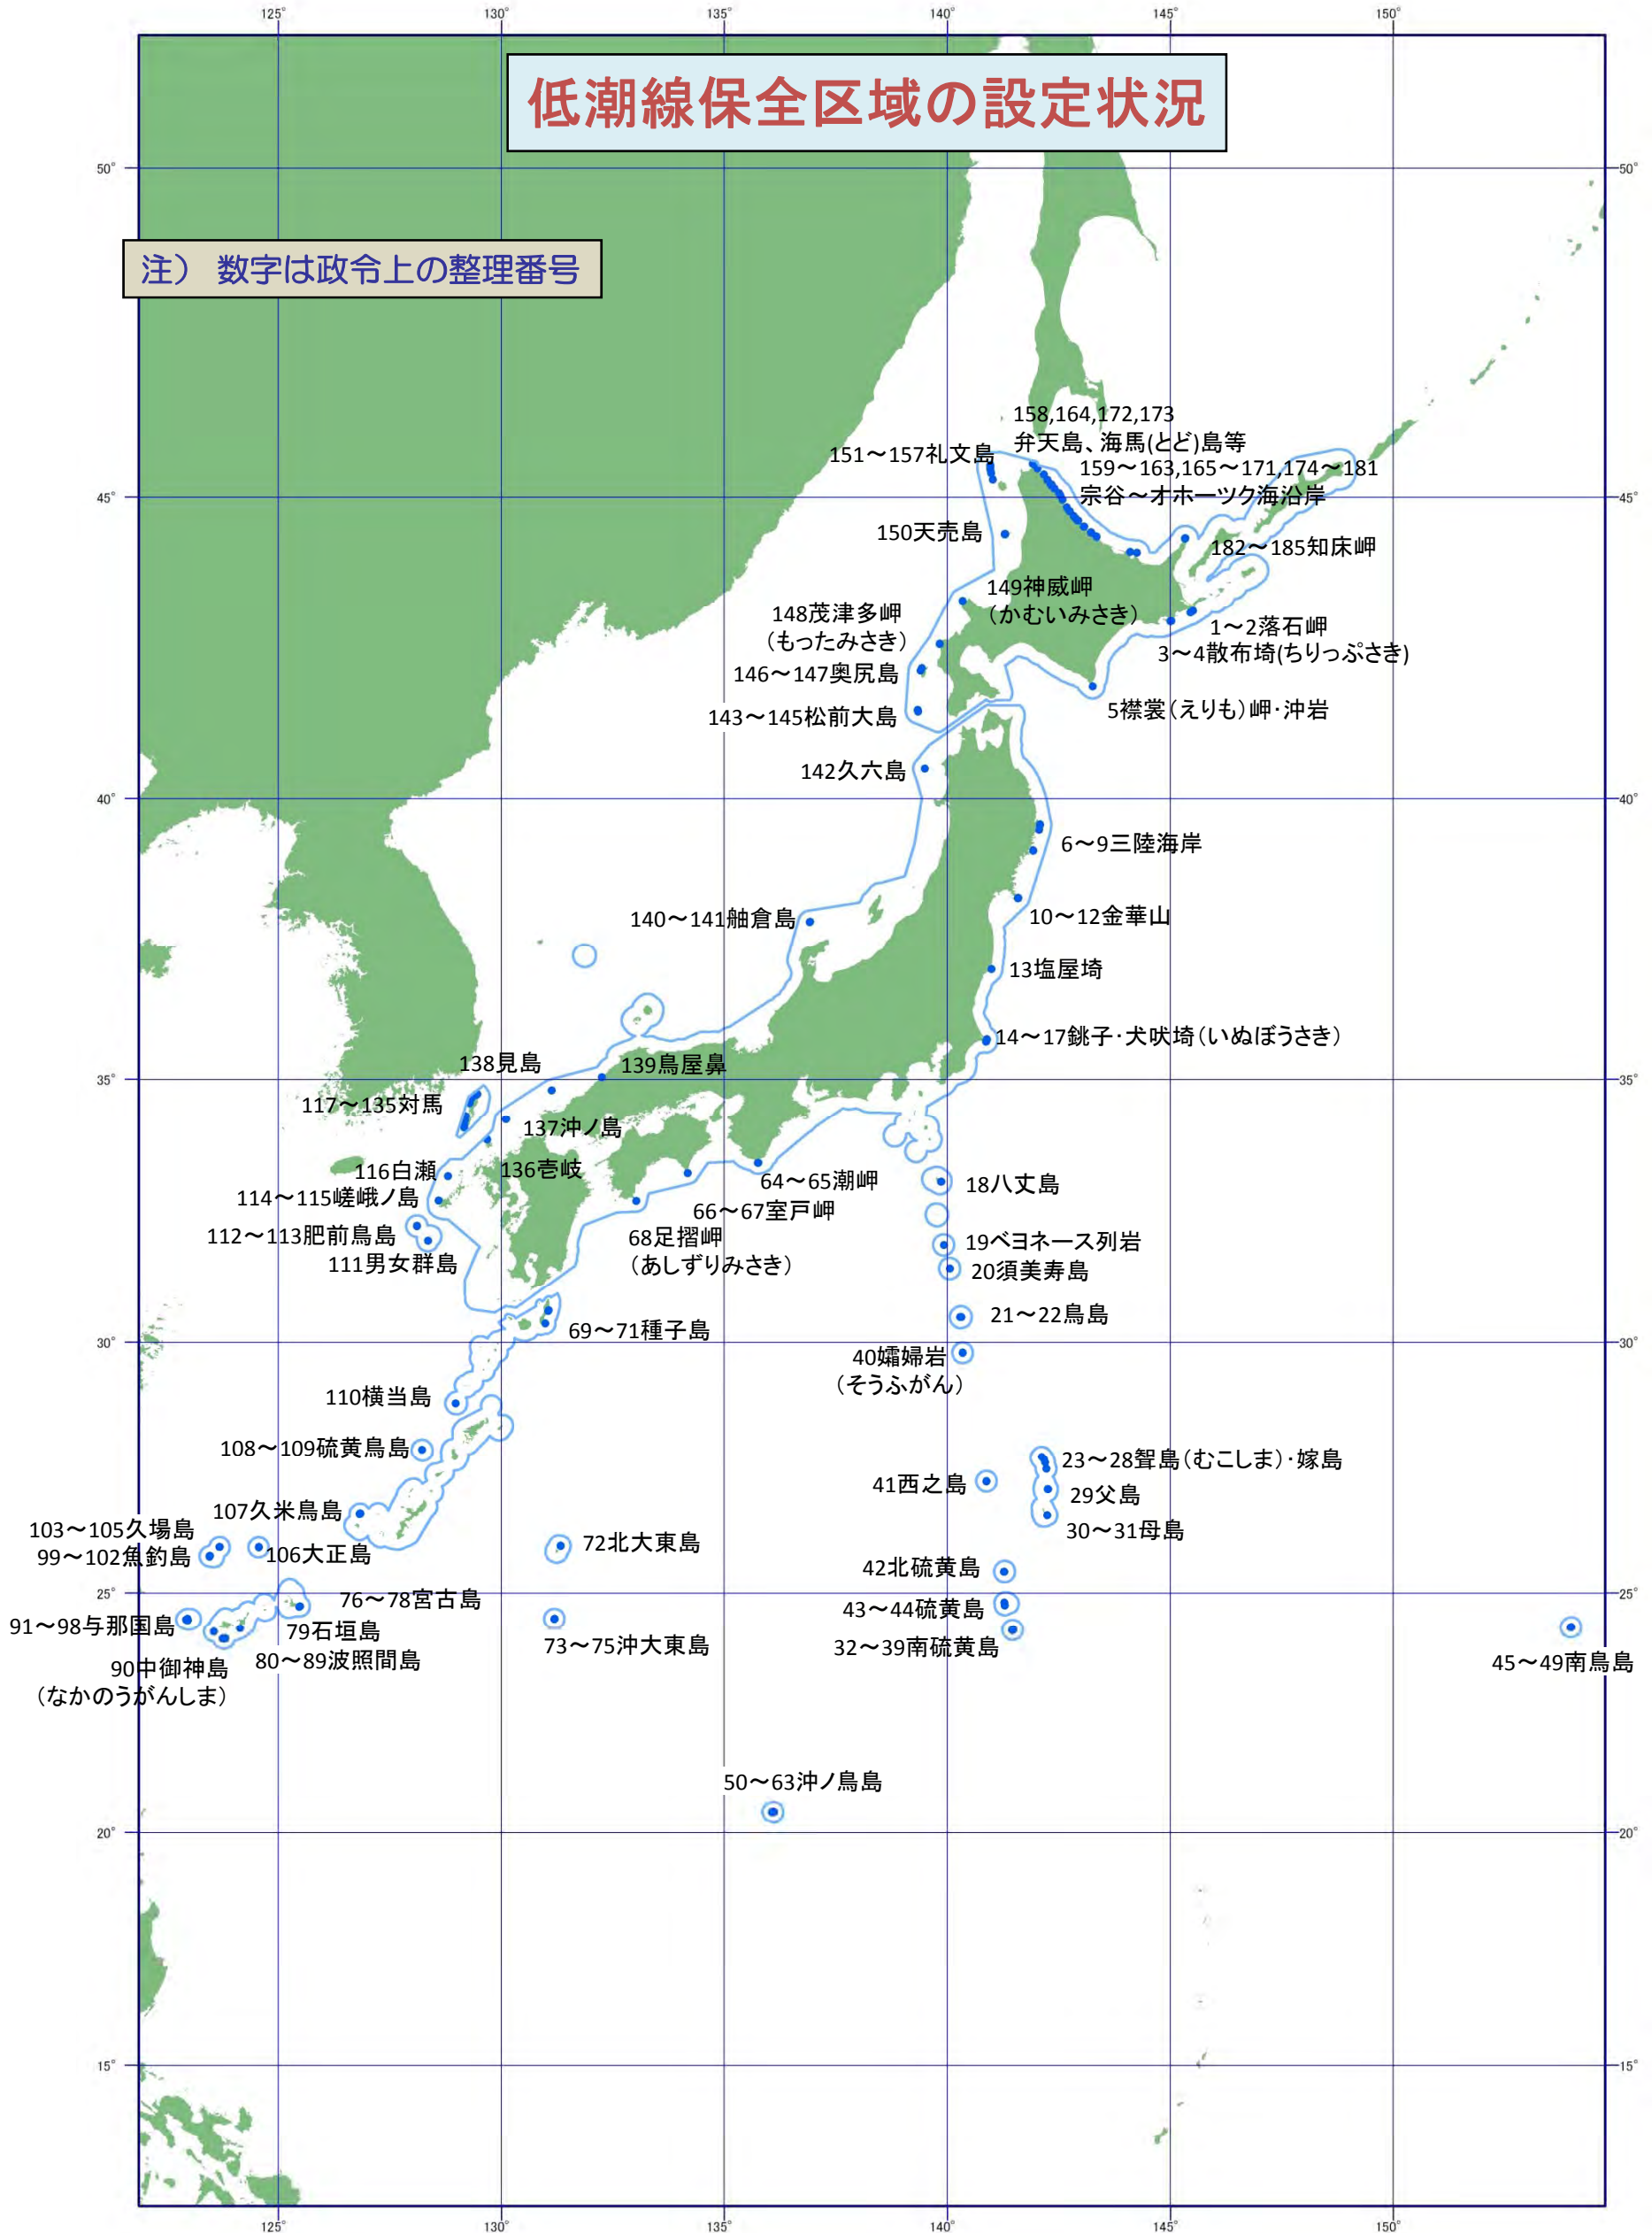 125° 130° 135° 140° 145° 150°
低潮線保全区域の設定状況
50° 50°
注） 数字は政令上の整理番号
158,164,172,173
弁天島、海馬(とど)島等
151～157礼文島
159～163,165～171,174～181
宗谷～オホーツク海沿岸
45° 45°
150天売島
182～185知床岬
149神威岬
（かむいみさき）
148茂津多岬
（もったみさき）
1～2落石岬
3～4散布埼(ちりっぷさき)
146～147奥尻島
143～145松前大島
5襟裳（えりも）岬・沖岩
142久六島
40° 40°
6～9三陸海岸
140～141舳倉島
10～12金華山
13塩屋埼
14～17銚子・犬吠埼（いぬぼうさき）
138見島
139鳥屋鼻
35° 35°
117～135対馬
137沖ノ島
116白瀬
136壱岐
64～65潮岬
18八丈島
114～115嵯峨ノ島
66～67室戸岬
112～113肥前鳥島
68足摺岬
（あしずりみさき）
19ベヨネース列岩
111男女群島
20須美寿島
21～22鳥島
69～71種子島
30° 30°
40孀婦岩
（そうふがん）
110横当島
108～109硫黄鳥島
23～28聟島（むこしま）・嫁島
41西之島
29父島
107久米鳥島
30～31母島
103～105久場島
99～102魚釣島
106大正島
72北大東島
42北硫黄島
25° 25°
76～78宮古島
43～44硫黄島
91～98与那国島
79石垣島
73～75沖大東島
32～39南硫黄島
80～89波照間島
90中御神島
（なかのうがんしま）
45～49南鳥島
50～63沖ノ鳥島
20° 20°
15° 15°
125° 130° 135° 140° 145° 150°